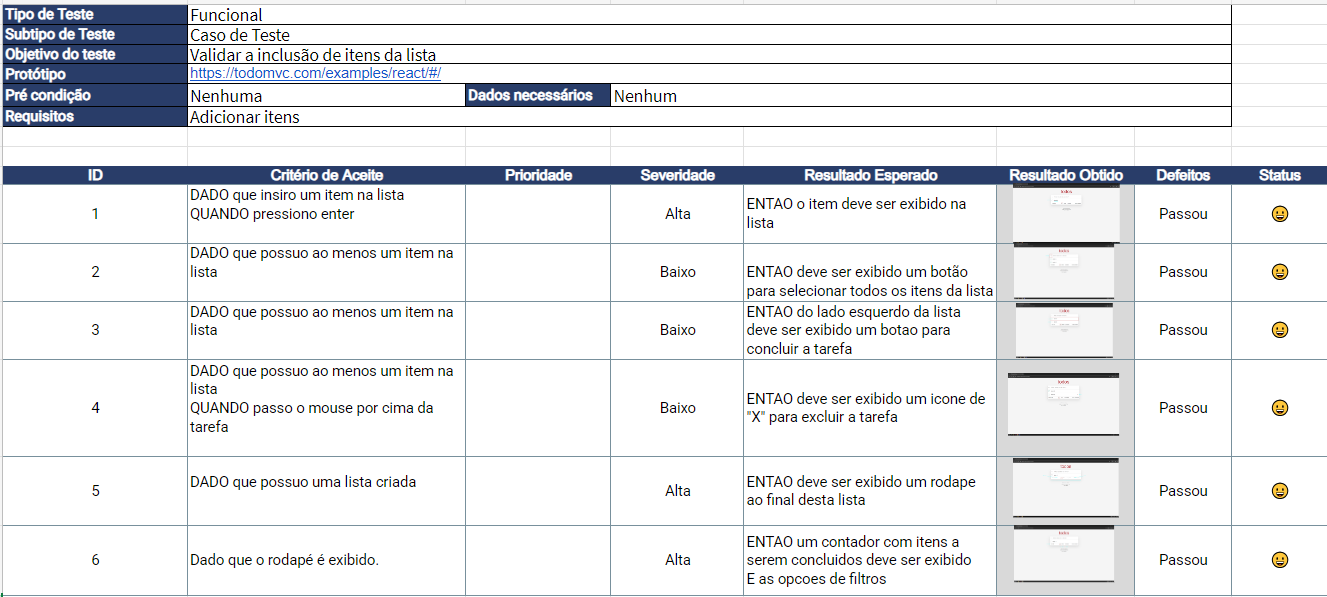 Tipo de Teste Funcional
Subtipo de Teste Caso de Teste
Objetivo do teste Validar a inclusão de itens da lista
Protótipo https://todomvc.com/examples/react/#/
Pré condição Nenhuma Dados necessários Nenhum
Requisitos Adicionar itens
ID Critério de Aceite Prioridade Severidade Resultado Esperado Resultado Obtido Defeitos Status
DADO que insiro um item na lista
QUANDO pressiono enter
1 Alta Passou
ENTAO o item deve ser exibido na
lista
todos
DADO que possuo ao menos um item na
lista
2 Baixo Passou
ENTAO deve ser exibido um botão
para selecionar todos os itens da lista
todos
DADO que possuo ao menos um item na
lista
3 Baixo Passou
ENTAO do lado esquerdo da lista
deve ser exibido um botao para
concluir a tarefa
todos
DADO que possuo ao menos um item na
lista
QUANDO passo o mouse por cima da
tarefa
4 Baixo Passou
ENTAO deve ser exibido um icone de
"X" para excluir a tarefa
todos
DADO que possuo uma lista criada
5 Alta Passou
ENTAO deve ser exibido um rodape
ao final desta lista
todos
Dado que o rodapé é exibido.
6 Alta Passou
ENTAO um contador com itens a
serem concluidos deve ser exibido
E as opcoes de filtros
todos